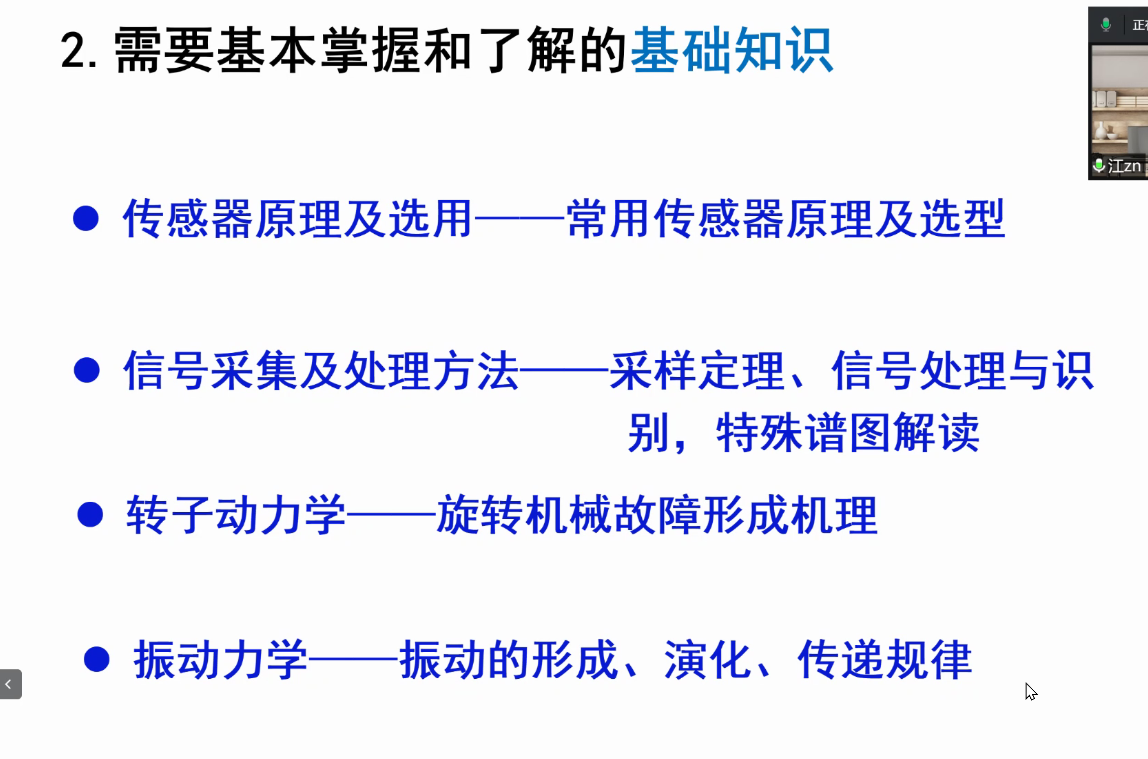 2. 需要基本掌握和了解的基础知识
正
江zn
● 传感器原理及选用——常用传感器原理及选型
● 信号采集及处理方法——采样定理、信号处理与识
别，特殊谱图解读
● 转子动力学——旋转机械故障形成机理
● 振动力学——振动的形成、演化、传递规律